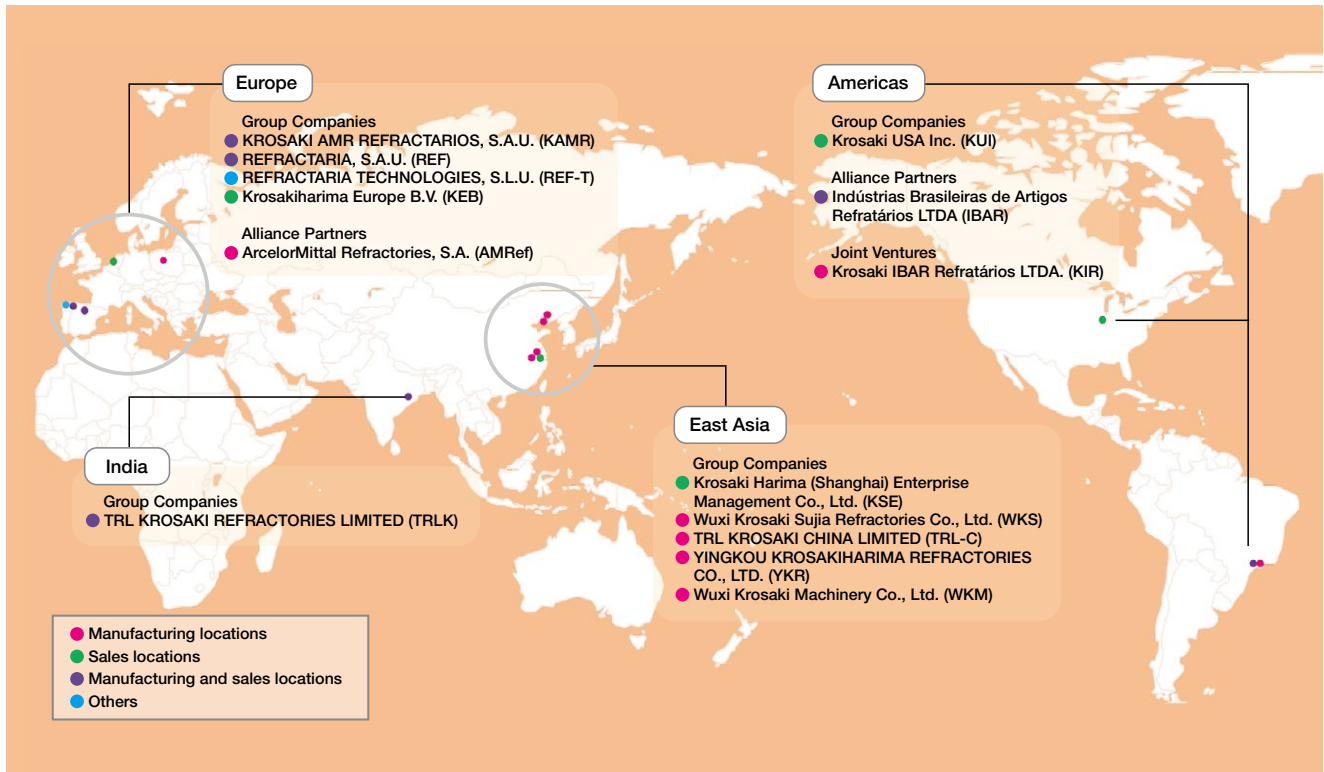 Europe
Group Companies
KROSAKI AMR REFRACTARIOS, S.A.U. (KAMR)
REFRACTARIA, S.A.U. (REF)
REFRACTARIA TECHNOLOGIES, S.L.U. (REF-T)
Krosakiharima Europe B.V. (KEB)
Alliance Partners
ArcelorMittal Refractories, S.A. (AMRef)
Americas
Group Companies
Krosaki USA Inc. (KUI)
Alliance Partners
Indústrias Brasileiras de Artigos
Refratários LTDA (IBAR)
Joint Ventures
Krosaki IBAR Refratários LTDA. (KIR)
India
Group Companies
TRL KROSAKI REFRACTORIES LIMITED (TRLK)
East Asia
Group Companies
Krosaki Harima (Shanghai) Enterprise
Management Co., Ltd. (KSE)
Wuxi Krosaki Sujia Refractories Co., Ltd. (WKS)
TRL KROSAKI CHINA LIMITED (TRL-C)
YINGKOU KROSAKIHARIMA REFRACTORIES
CO., LTD. (YKR)
Wuxi Krosaki Machinery Co., Ltd. (WKM)
Manufacturing locations
Sales locations
Manufacturing and sales locations
Others